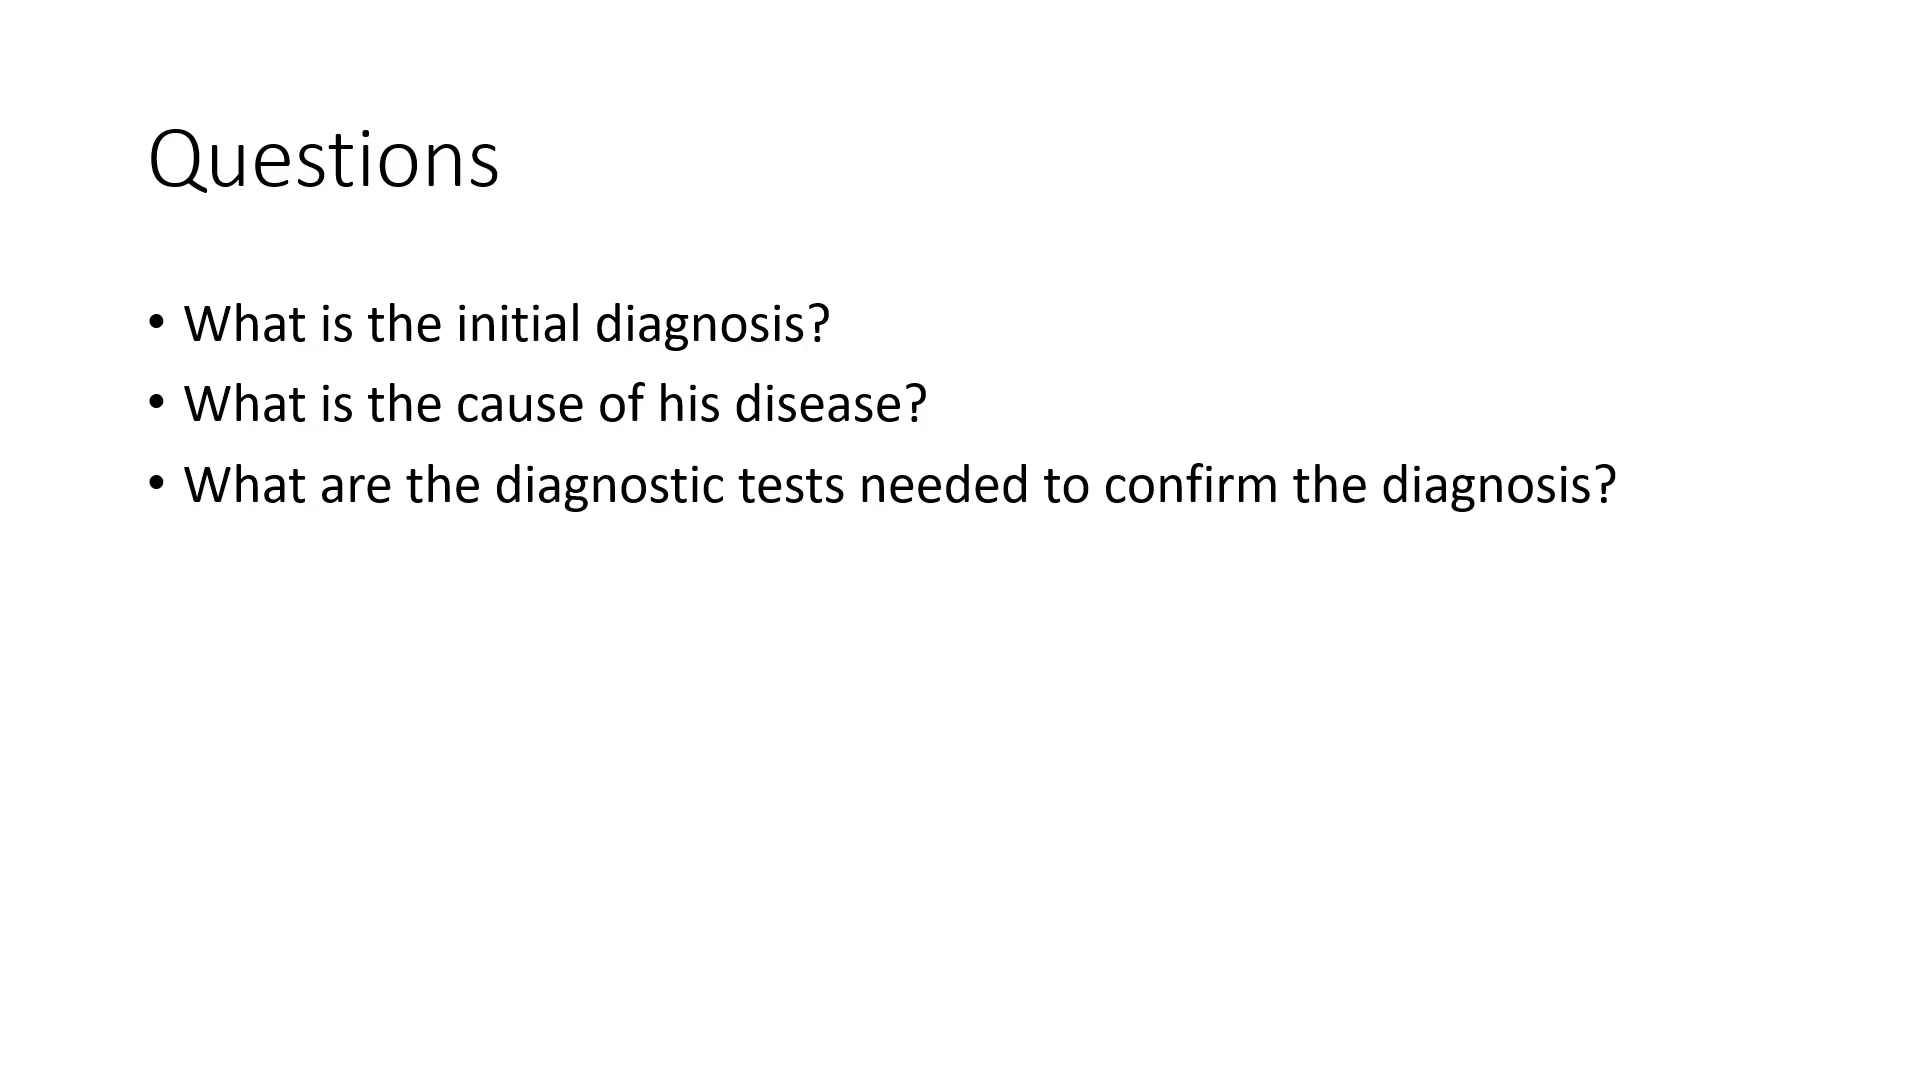 Questions
• What is the initial diagnosis?
• What is the cause of his disease?
• What are the diagnostic tests needed to confirm the diagnosis?